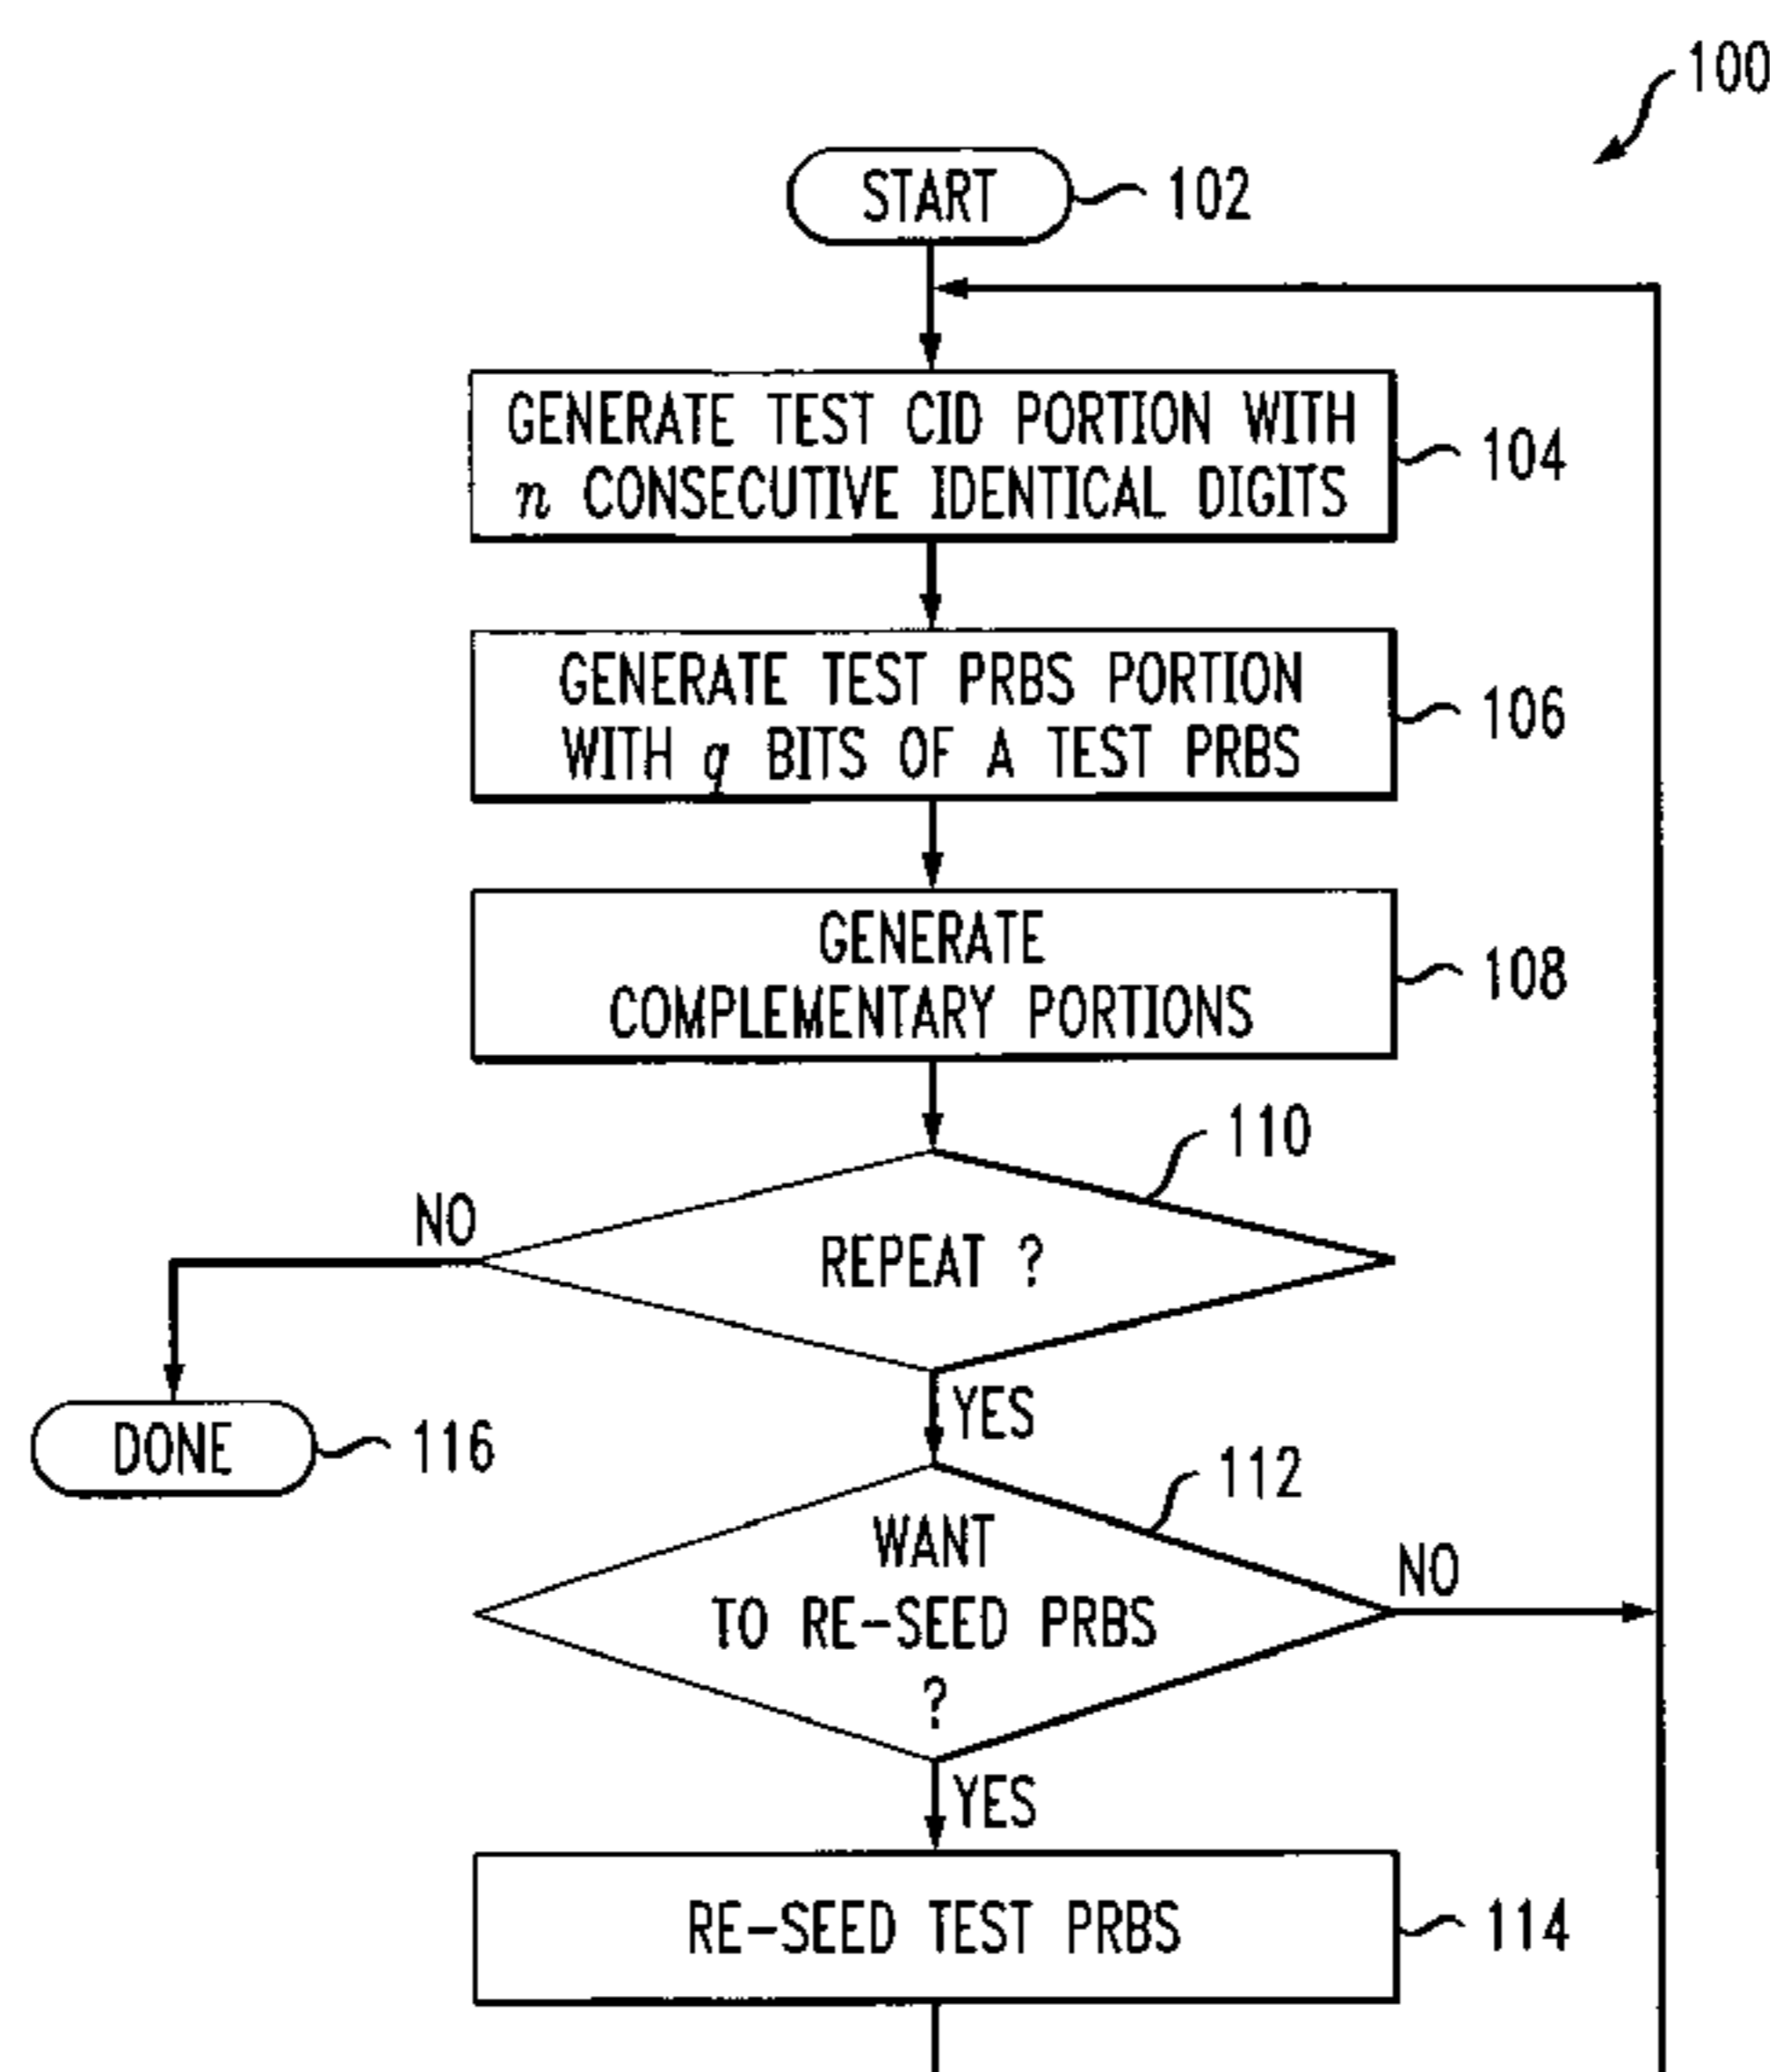 100
START
102
GENERATE TEST CID PORTION WITH
n CONSECUTIVE IDENTICAL DIGITS
104
GENERATE TEST PRBS PORTION
WITH q BITS OF A TEST PRBS
106
GENERATE
COMPLEMENTARY PORTIONS
108
110
NO
REPEAT ?
YES
DONE
116
112
WANT
TO RE-SEED PRBS
?
NO
YES
RE-SEED TEST PRBS
114